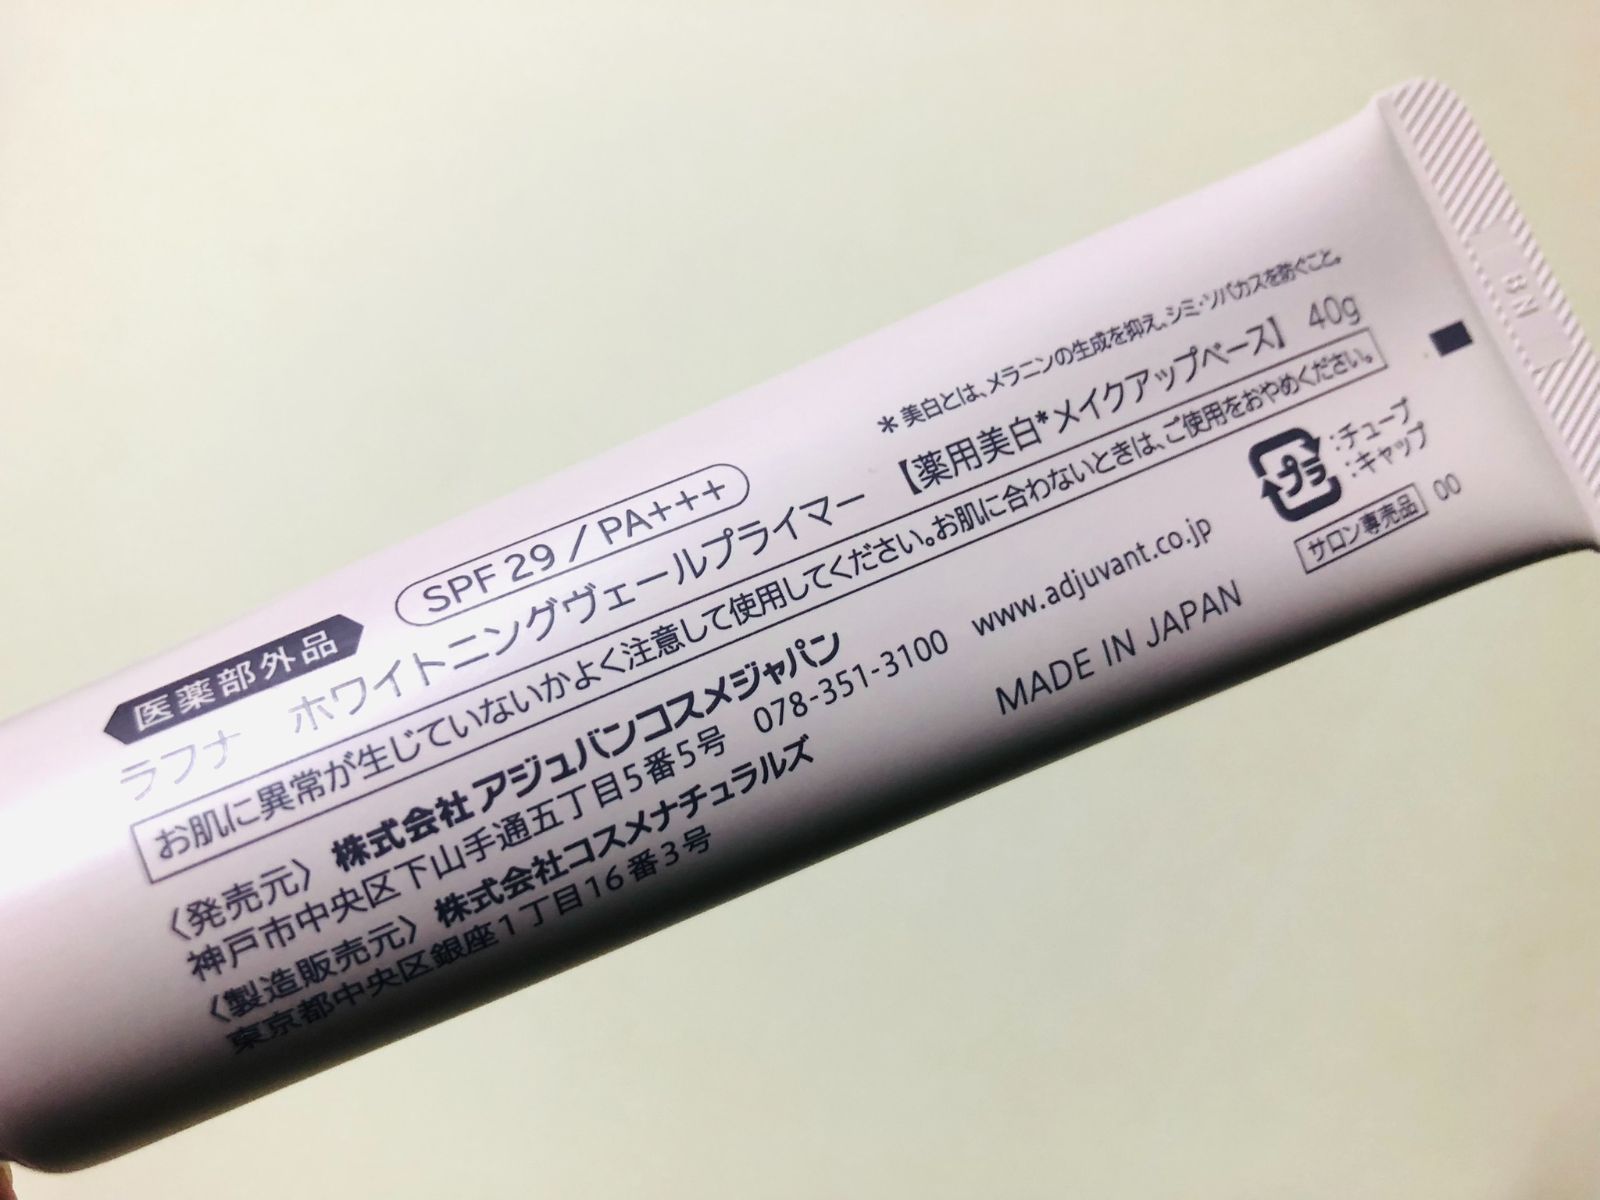 医薬部外品 SPF 29/PA+++ *美白とは、メラニンの生成を抑え、シミ・ソバカスを防ぐこと。
ラフナ ホワイトニングヴェールプライマー 【薬用美白*メイクアップベース】 40g
お肌に異常が生じていないかよく注意して使用してください。お肌に合わないときは、ご使用をおやめください。
〈発売元〉 株式会社 アジュバンコスメジャパン
神戸市中央区下山手通五丁目5番5号 078-351-3100 www.adjuvant.co.jp
〈製造販売元〉 株式会社コスメナチュラルズ
東京都中央区銀座1丁目16番3号
MADE IN JAPAN
プラ
:チューブ
:キャップ
サロン専売品 00